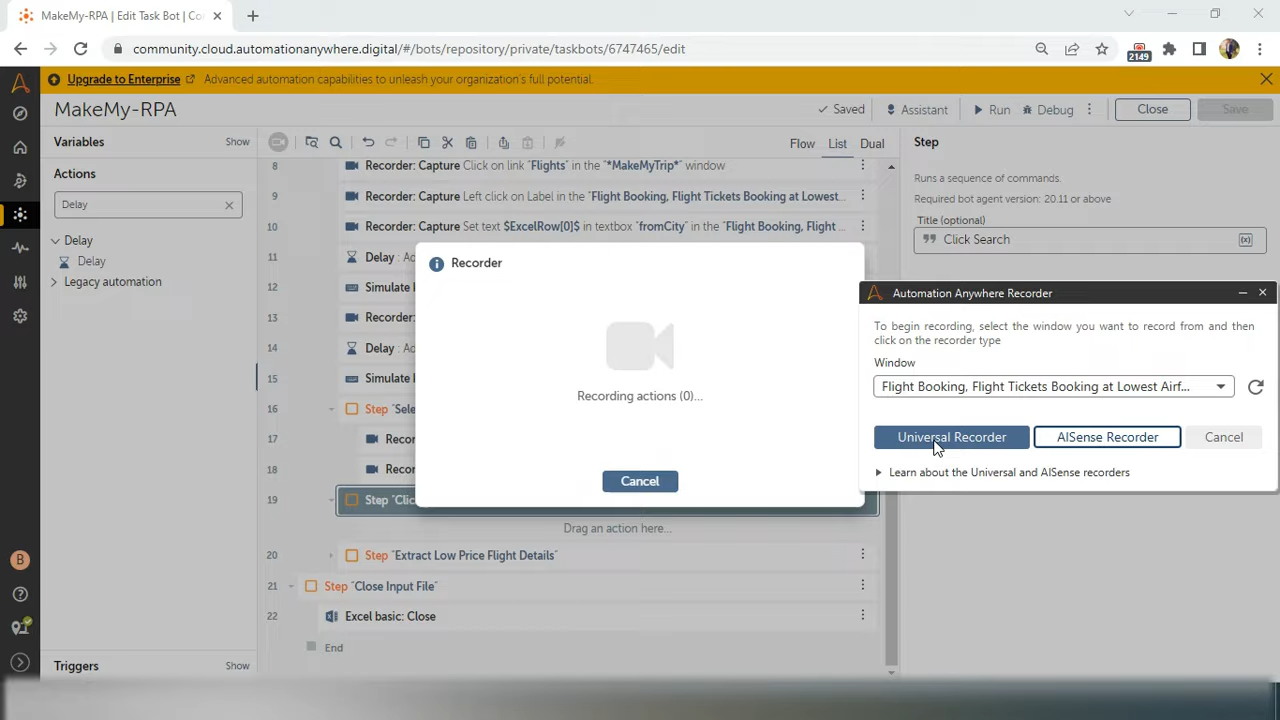 MakeMy-RPA | Edit Task Bot | Co
community.cloud.automationanywhere.digital/#/bots/repository/private/taskbots/6747465/edit
2149
Upgrade to Enterprise Advanced automation capabilities to unleash your organization's full potential.
MakeMy-RPA
Saved Assistant Run Debug Close Save
Variables Show
Flow List Dual
Step
Actions
Delay
Delay
Delay
Legacy automation
8 Recorder: Capture Click on link "Flights" in the "*MakeMyTrip*" window
9 Recorder: Capture Left click on Label in the "Flight Booking, Flight Tickets Booking at Lowest...
10 Recorder: Capture Set text $ExcelRow[0]$ in textbox "fromCity" in the "Flight Booking, Flight ...
11 Delay : Ad
12 Simulate k
13 Recorder:
14 Delay : Ad
15 Simulate k
16 Step "Sele
17 Recor
18 Recor
19 Step "Clic
Drag an action here...
20 Step "Extract Low Price Flight Details"
21 Step "Close Input File"
22 Excel basic: Close
End
Runs a sequence of commands.
Required bot agent version: 20.11 or above
Title (optional)
Click Search
(x)
Recorder
Recording actions (0)...
Cancel
Automation Anywhere Recorder
To begin recording, select the window you want to record from and then
click on the recorder type
Window
Flight Booking, Flight Tickets Booking at Lowest Airf...
Universal Recorder AISense Recorder Cancel
Learn about the Universal and AISense recorders
B
Triggers Show